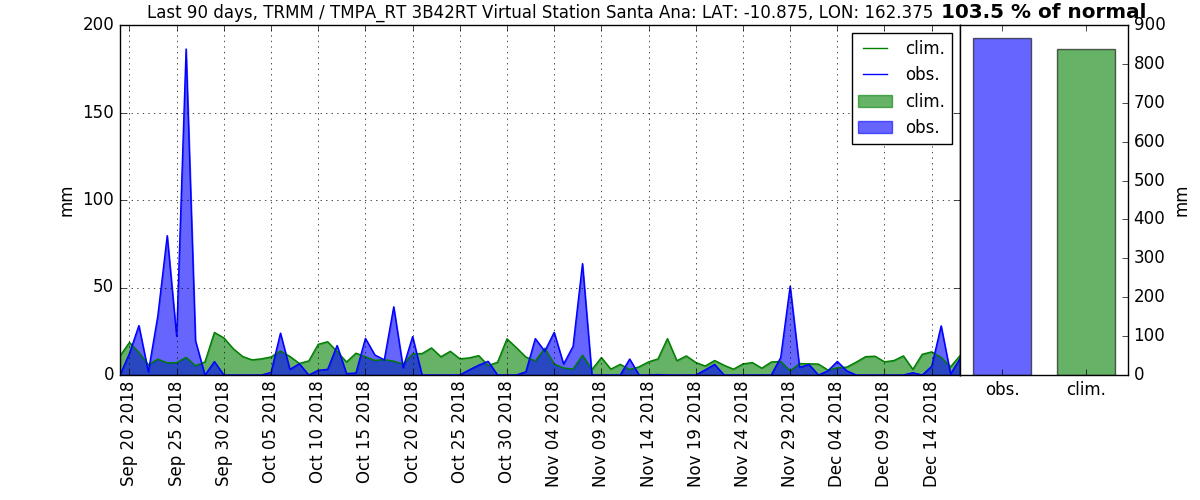 Last 90 days, TRMM / TMPA_RT 3B42RT Virtual Station Santa Ana: LAT: -10.875, LON: 162.375 103.5 % of normal
200
150
100
50
0
mm
clim.
obs.
clim.
obs.
900
800
700
600
500
400
300
200
100
0
mm
obs.
clim.
Sep 20 2018
Sep 25 2018
Sep 30 2018
Oct 05 2018
Oct 10 2018
Oct 15 2018
Oct 20 2018
Oct 25 2018
Oct 30 2018
Nov 04 2018
Nov 09 2018
Nov 14 2018
Nov 19 2018
Nov 24 2018
Nov 29 2018
Dec 04 2018
Dec 09 2018
Dec 14 2018